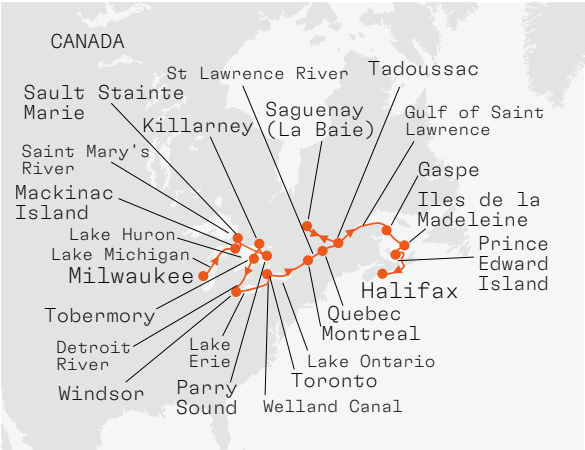 CANADA
St Lawrence River
Tadoussac
Sault Stainte
Marie
Killarney
Saguenay
(La Baie)
Gulf of Saint
Lawrence
Saint Mary's
River
Gaspe
Mackinac
Island
Iles de la
Madeleine
Lake Huron
Lake Michigan
Milwaukee
Prince
Edward
Island
Halifax
Tobermory
Quebec
Montreal
Detroit
River
Lake
Erie
Lake Ontario
Windsor
Parry
Sound
Toronto
Welland Canal